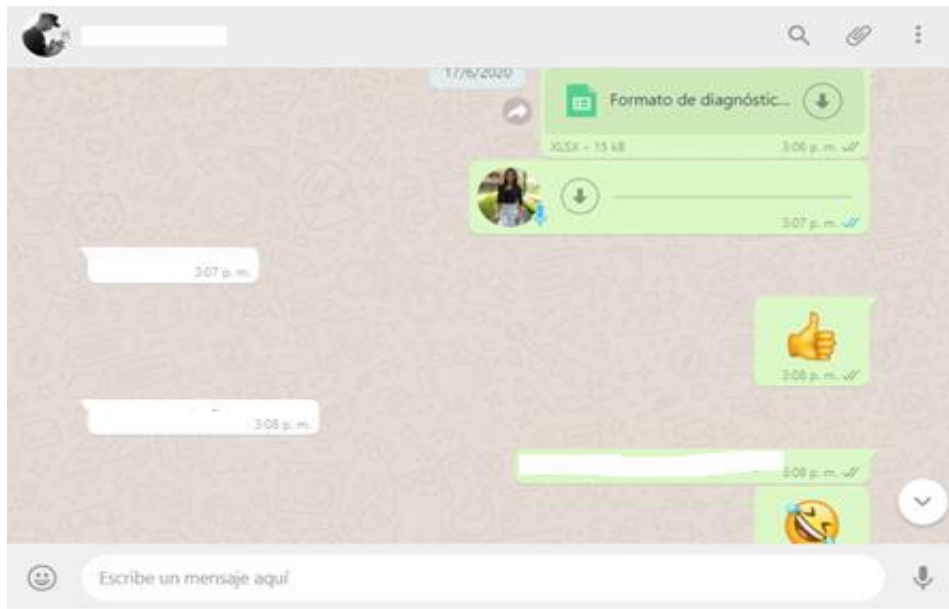 17/6/2020
Formato de diagnóstic...
XLSX • 15 kB 3:06 p. m.
3:07 p. m.
3:07 p. m.
3:08 p. m.
3:08 p. m.
3:08 p. m.
Escribe un mensaje aquí